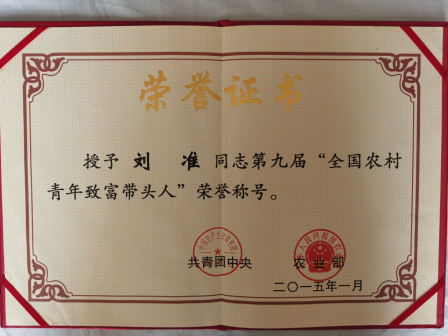 荣誉证书
授予 刘 准 同志第九届“全国农村
青年致富带头人”荣誉称号。
共青团中央 农业部
二〇一五年一月